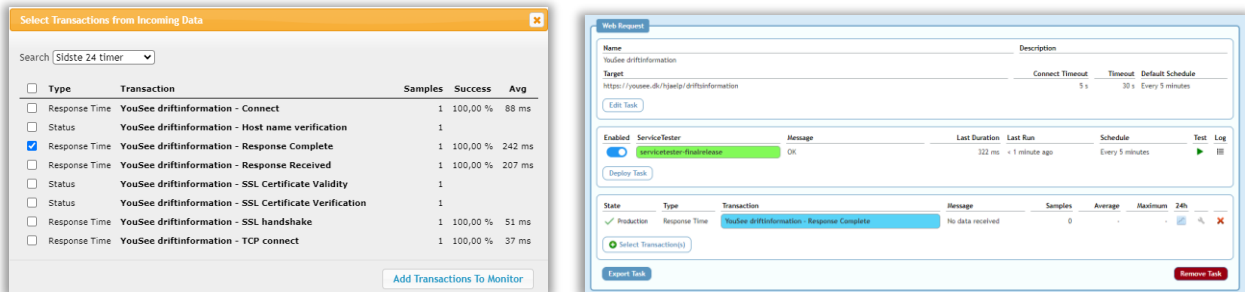 Select Transactions from Incoming Data
Search Sidste 24 timer
Type Transaction Samples Success Avg
Response Time YouSee driftinformation - Connect 1 100,00 % 88 ms
Status YouSee driftinformation - Host name verification 1
Response Time YouSee driftinformation - Response Complete 1 100,00 % 242 ms
Response Time YouSee driftinformation - Response Received 1 100,00 % 207 ms
Status YouSee driftinformation - SSL Certificate Validity 1
Status YouSee driftinformation - SSL Certificate Verification 1
Response Time YouSee driftinformation - SSL handshake 1 100,00 % 51 ms
Response Time YouSee driftinformation - TCP connect 1 100,00 % 37 ms
Add Transactions To Monitor
Web Request
Name Description
YouSee driftinformation
Target Connect Timeout Timeout Default Schedule
https://yousee.dk/hjaelp/driftsinformation 5 s 30 s Every 5 minutes
Edit Task
Enabled ServiceTester Message Last Duration Last Run Schedule Test Log
servicetester-finalrelease OK 322 ms < 1 minute ago Every 5 minutes
Deploy Task
State Type Transaction Message Samples Average Maximum 24h
Production Response Time YouSee driftinformation - Response Complete No data received 0 - -
Select Transaction(s)
Export Task Remove Task